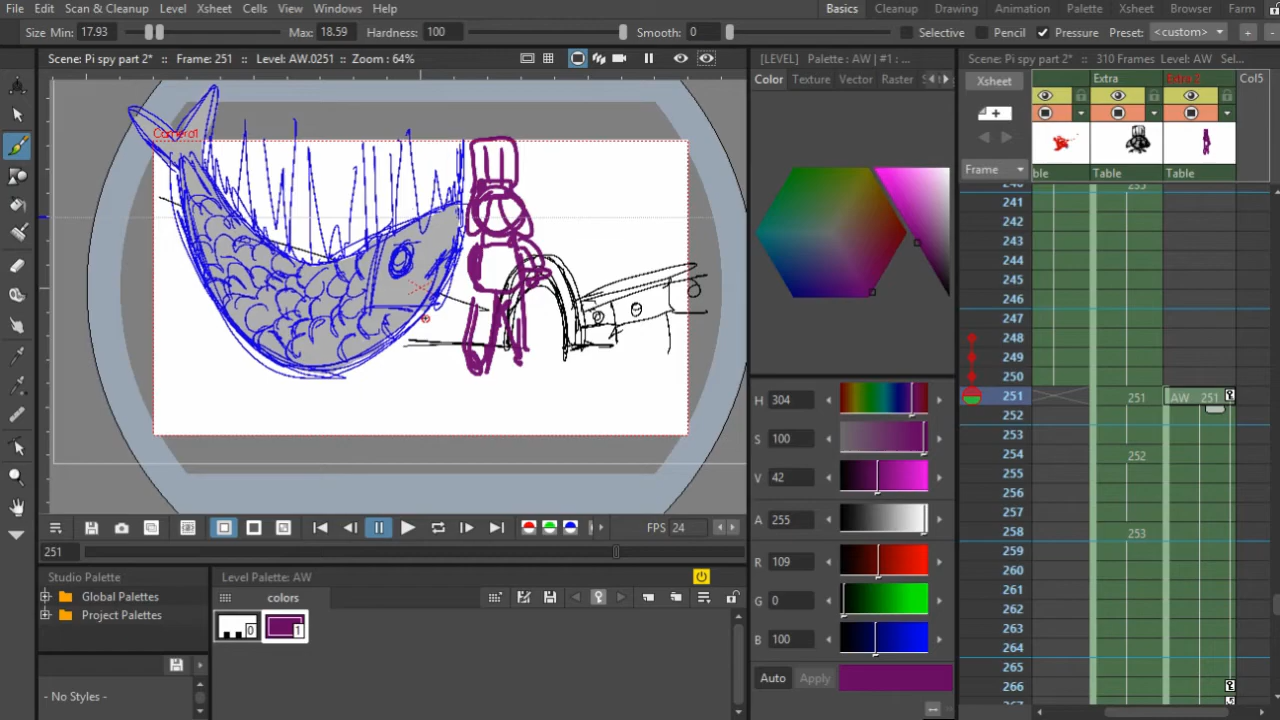 File Edit Scan & Cleanup Level Xsheet Cells View Windows Help Basics Cleanup Drawing Animation Palette Xsheet Browser Farm
Size Min: 17.93 Max: 18.59 Hardness: 100 Smooth: 0 Selective Pencil Pressure Preset: <custom> + -
Scene: Pi spy part 2* :: Frame: 251 :: Level: AW.0251 :: Zoom : 64%
[LEVEL] Palette : AW | #1 : ...
Scene: Pi spy part 2* :: 310 Frames :: Level: AW Sel...
Color Texture Vector Raster S
Xsheet Extra Extra 2 Col5
Camera1
Frame ble Table Table
241
242
243
244
245
246
247
248
249
250
251 251 AW 251
252
253
254 252
255
256
257
258 253
259
260
261
262
263
264
265
266
H 304
S 100
V 42
A 255
R 109
G 0
B 100
Auto Apply
FPS 24
251
Studio Palette Level Palette: AW
Global Palettes colors
Project Palettes
0 1
- No Styles -